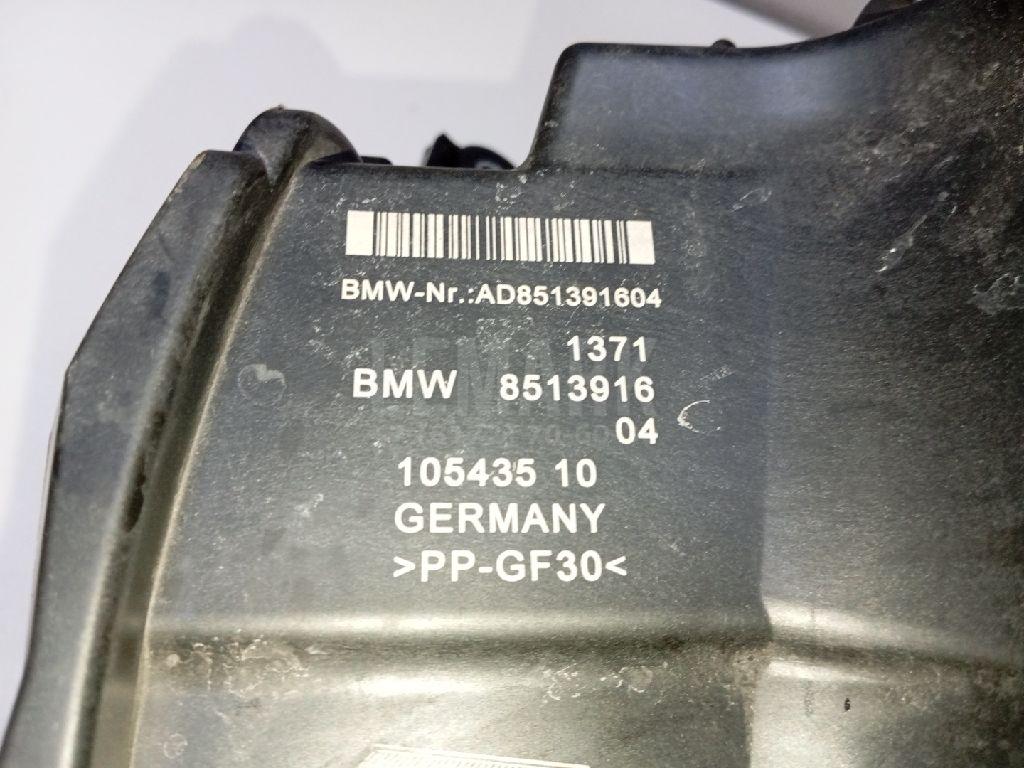 BMW-Nr.:AD851391604
1371
BMW 8513916
04
105435 10
GERMANY
>PP-GF30<